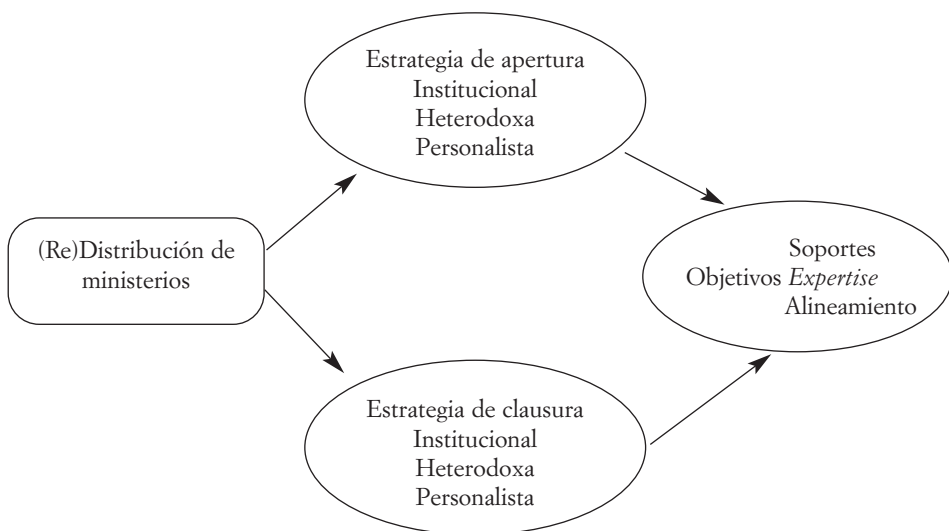 Estrategia de apertura
Institucional
Heterodoxa
Personalista
(Re)Distribución de
ministerios
Soportes
Objetivos Expertise
Alineamiento
Estrategia de clausura
Institucional
Heterodoxa
Personalista